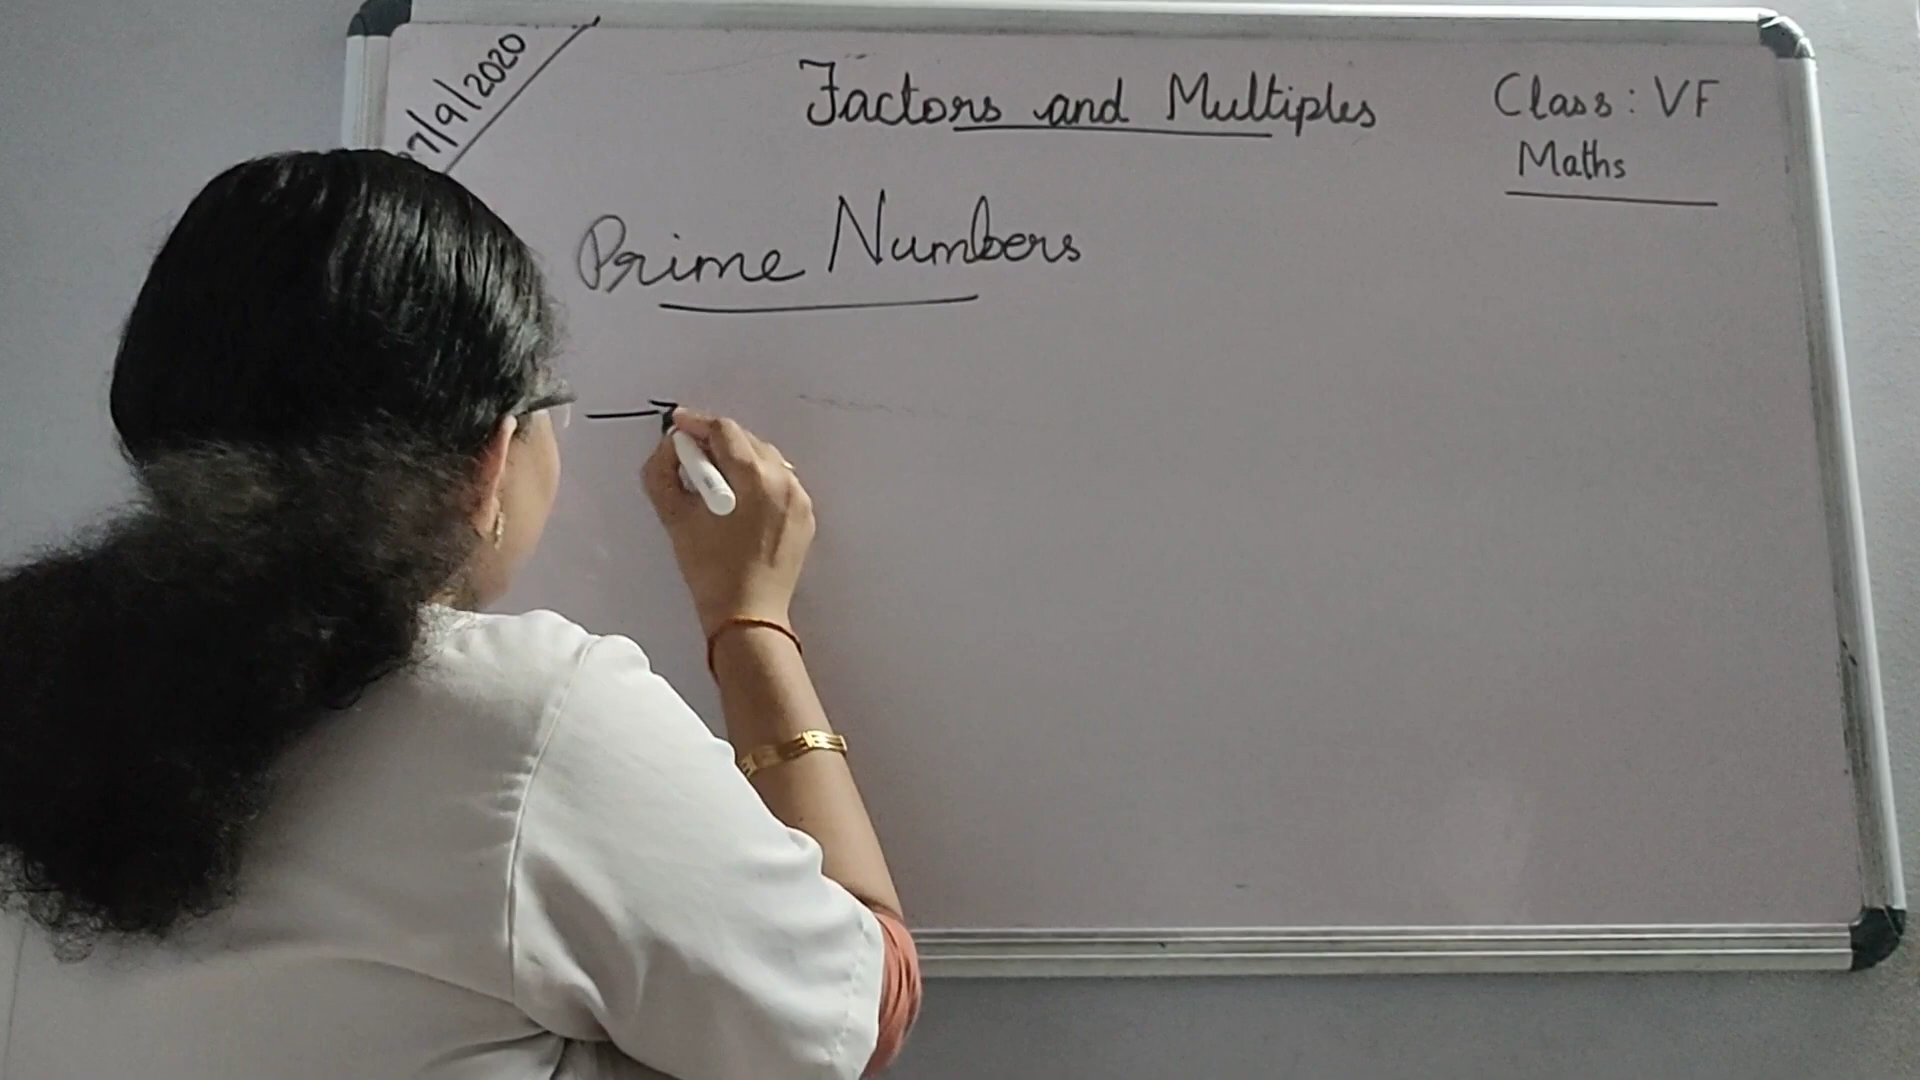 7/9/2020
Factors and Multiples
Class: VF
Maths
Prime Numbers